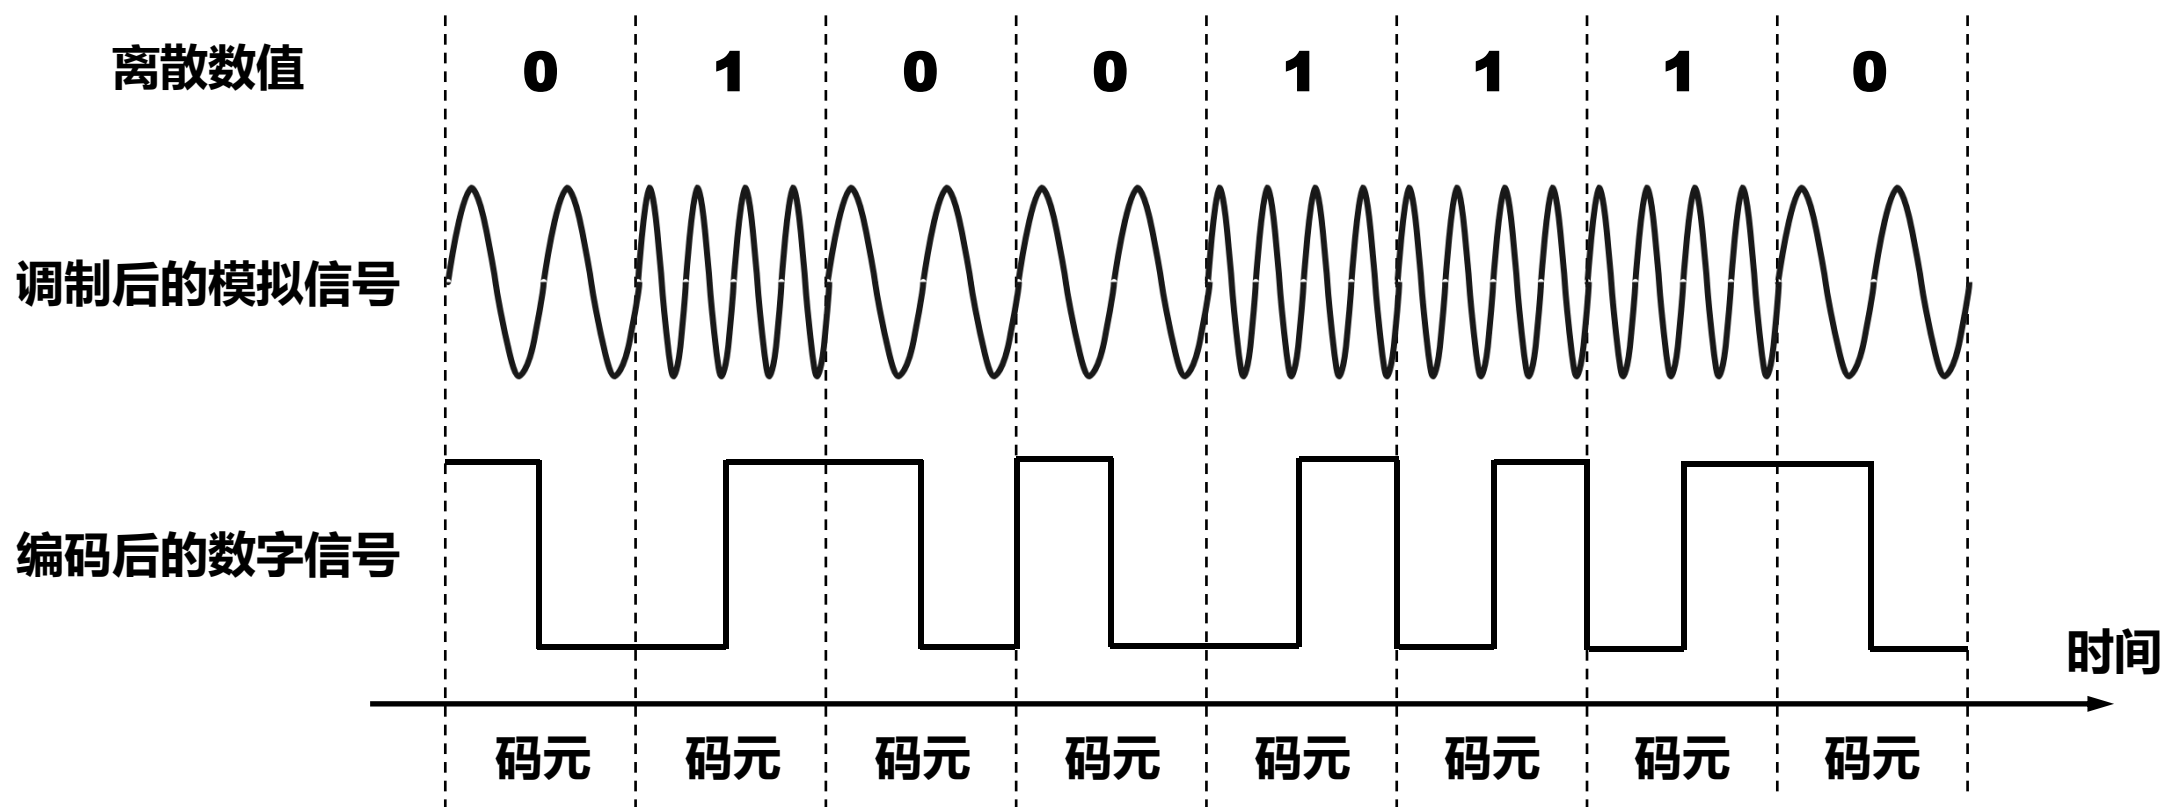 离散数值 0 1 0 0 1 1 1 0
调制后的模拟信号
编码后的数字信号
时间
码元 码元 码元 码元 码元 码元 码元 码元